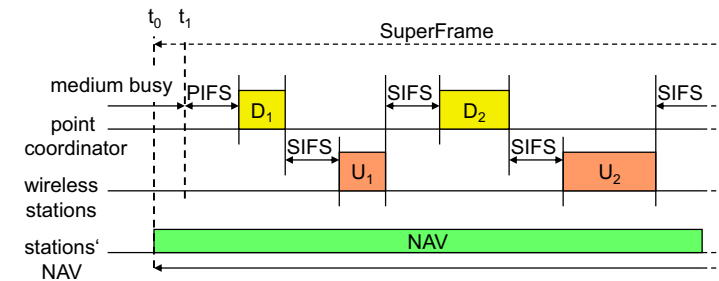 t0 t1
SuperFrame
medium busy
PIFS D1 SIFS D2 SIFS
point
coordinator
SIFS U1 SIFS U2
wireless
stations
stations‘
NAV
NAV